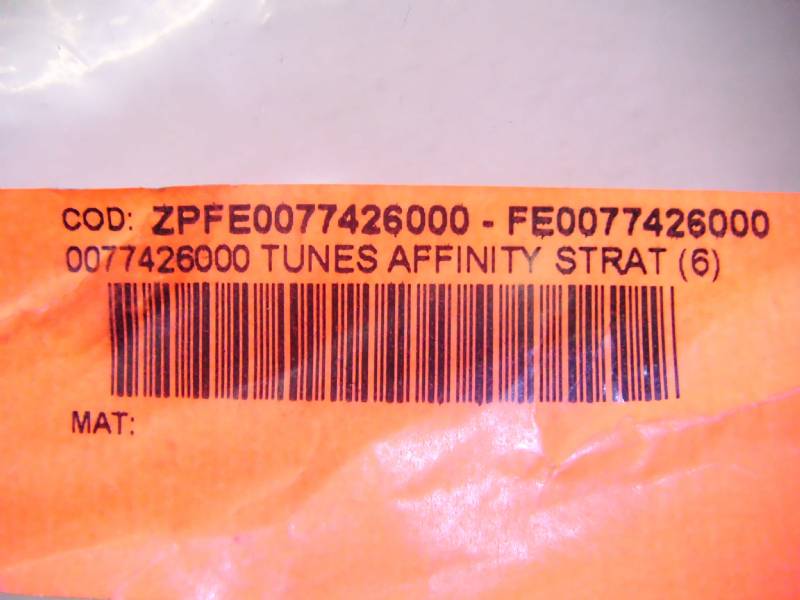 COD: ZPFE0077426000 - FE0077426000
0077426000 TUNES AFFINITY STRAT (6)
MAT: